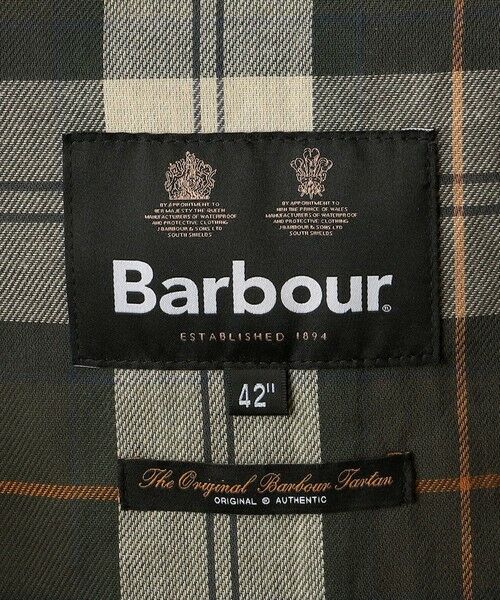 BY APPOINTMENT TO
HER MAJESTY THE QUEEN
MANUFACTURERS OF WATERPROOF
AND PROTECTIVE CLOTHING
J.BARBOUR & SONS LTD
SOUTH SHIELDS
BY APPOINTMENT TO
HRH THE PRINCE OF WALES
MANUFACTURERS OF WATERPROOF
AND PROTECTIVE CLOTHING
J.BARBOUR & SONS LTD
SOUTH SHIELDS
Barbour®
ESTABLISHED 1894
42"
The Original Barbour Tartan
ORIGINAL ® AUTHENTIC